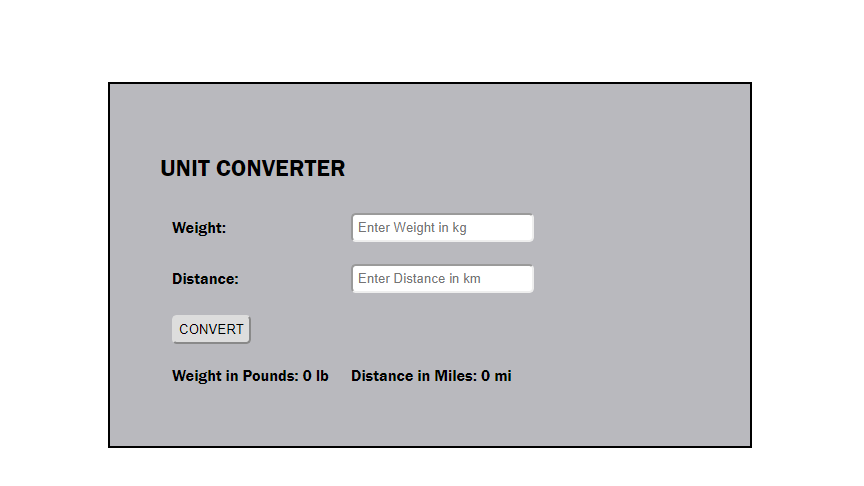 UNIT CONVERTER
Weight: Enter Weight in kg
Distance: Enter Distance in km
CONVERT
Weight in Pounds: 0 lb Distance in Miles: 0 mi